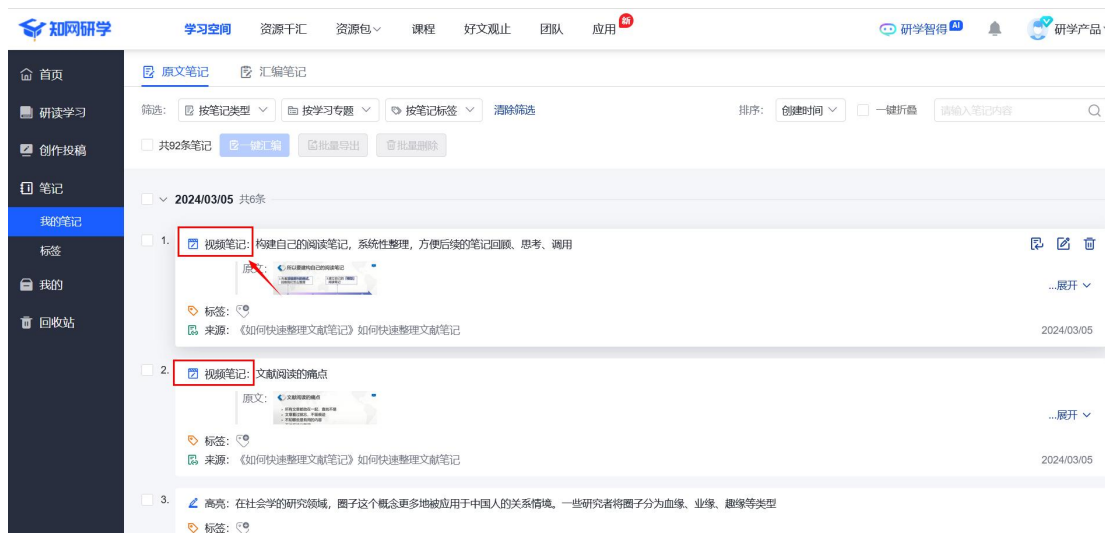 知网研学 学习空间 资源千汇 资源包 课程 好文观止 团队 应用 新 研学智得 AI 研学产品
首页
研读学习
创作投稿
笔记
我的笔记
标签
我的
回收站
原文笔记 汇编笔记
筛选: 按笔记类型 按学习专题 按笔记标签 清除筛选 排序: 创建时间 一键折叠 请输入笔记内容
共92条笔记 一键汇编 批量导出 批量删除
2024/03/05 共6条
1. 视频笔记: 构建自己的阅读笔记，系统性整理，方便后续的笔记回顾、思考、调用
原文: 所以要建构自己的阅读笔记
...展开
标签:
来源: 《如何快速整理文献笔记》如何快速整理文献笔记 2024/03/05
2. 视频笔记: 文献阅读的痛点
原文: 文献阅读的痛点
...展开
标签:
来源: 《如何快速整理文献笔记》如何快速整理文献笔记 2024/03/05
3. 高亮: 在社会学的研究领域，圈子这个概念更多地被应用于中国人的关系情境。一些研究者将圈子分为血缘、业缘、趣缘等类型
标签: